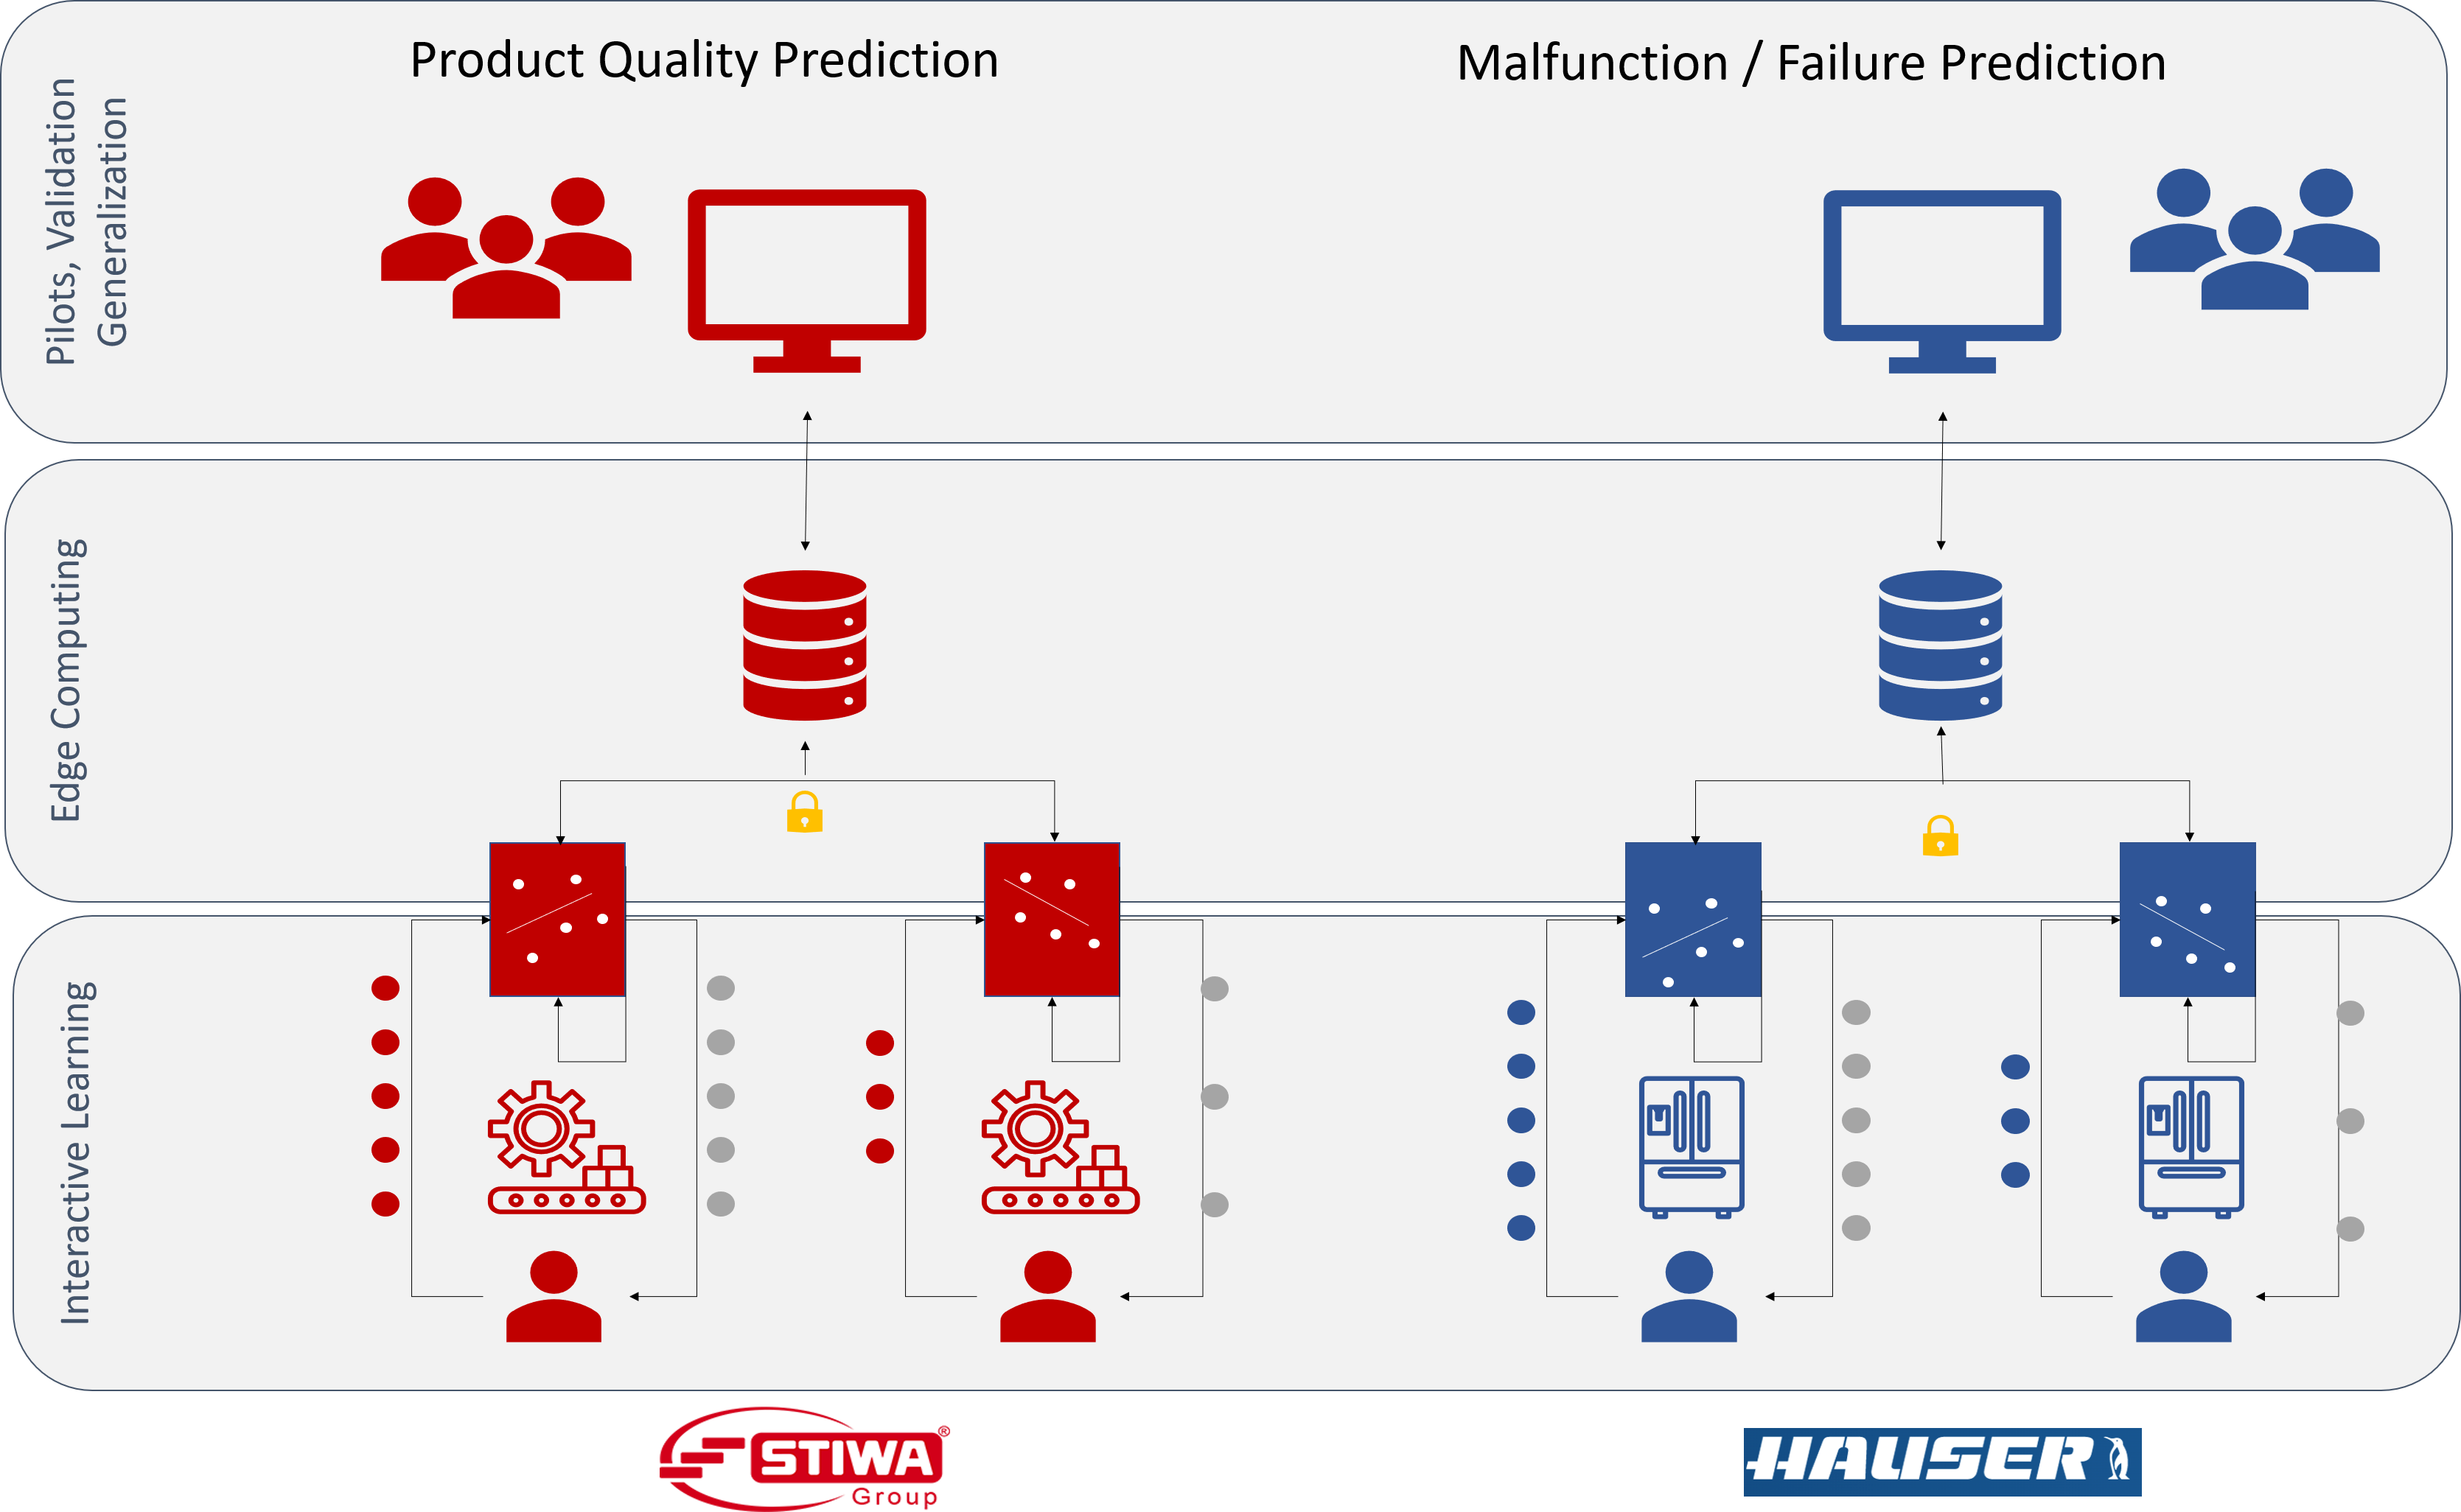 Product Quality Prediction
Malfunction / Failure Prediction
Pilots, Validation
Generalization
Edge Computing
Interactive Learning
STIWA®
Group
HAUSER